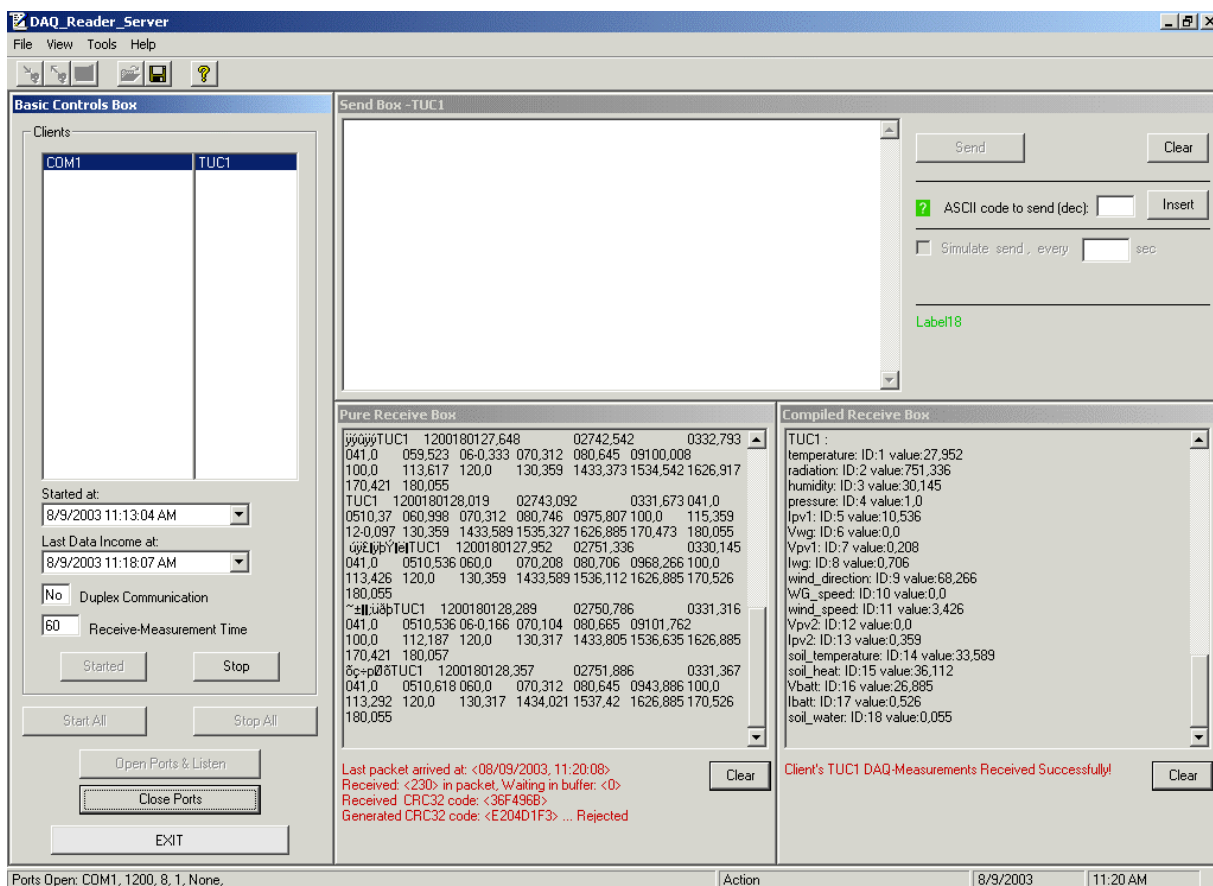 DAQ_Reader_Server
File View Tools Help
Basic Controls Box
Clients
COM1 TUC1
Started at:
8/9/2003 11:13:04 AM
Last Data Income at:
8/9/2003 11:18:07 AM
No Duplex Communication
60 Receive-Measurement Time
Started Stop
Start All Stop All
Open Ports & Listen
Close Ports
EXIT
Send Box -TUC1
Send Clear
? ASCII code to send (dec): Insert
Simulate send , every sec
Label18
Pure Receive Box
TUC1 1200180127,648 02742,542 0332,793
041,0 059,523 06-0,333 070,312 080,645 09100,008
100,0 113,617 120,0 130,359 1433,373 1534,542 1626,917
170,421 180,055
TUC1 1200180128,019 02743,092 0331,673 041,0
0510,37 060,998 070,312 080,746 0975,807 100,0 115,359
12-0,097 130,359 1433,589 1535,327 1626,885 170,473 180,055
TUC1 1200180127,952 02751,336 0330,145
041,0 0510,536 060,0 070,208 080,706 0968,266 100,0
113,426 120,0 130,359 1433,589 1536,112 1626,885 170,526
180,055
TUC1 1200180128,289 02750,786 0331,316
041,0 0510,536 06-0,166 070,104 080,665 09101,762
100,0 112,187 120,0 130,317 1433,805 1536,635 1626,885
170,421 180,057
TUC1 1200180128,357 02751,886 0331,367
041,0 0510,618 060,0 070,312 080,645 0943,886 100,0
113,292 120,0 130,317 1434,021 1537,42 1626,885 170,526
180,055
Last packet arrived at: <08/09/2003, 11:20:08>
Received: <230> in packet, Waiting in buffer: <0>
Received CRC32 code: <36F496B>
Generated CRC32 code: <E204D1F3> ... Rejected
Clear
Compiled Receive Box
TUC1 :
temperature: ID:1 value:27,952
radiation: ID:2 value:751,336
humidity: ID:3 value:30,145
pressure: ID:4 value:1,0
Ipv1: ID:5 value:10,536
Vwg: ID:6 value:0,0
Vpv1: ID:7 value:0,208
Iwg: ID:8 value:0,706
wind_direction: ID:9 value:68,266
WG_speed: ID:10 value:0,0
wind_speed: ID:11 value:3,426
Vpv2: ID:12 value:0,0
Ipv2: ID:13 value:0,359
soil_temperature: ID:14 value:33,589
soil_heat: ID:15 value:36,112
Vbatt: ID:16 value:26,885
Ibatt: ID:17 value:0,526
soil_water: ID:18 value:0,055
Client's TUC1 DAQ-Measurements Received Successfully!
Clear
Ports Open: COM1, 1200, 8, 1, None, Action 8/9/2003 11:20 AM